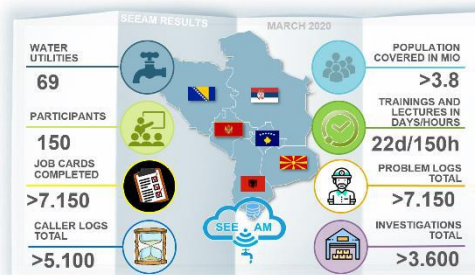 SEEAM RESULTS
MARCH 2020
WATER
UTILITIES
69
PARTICIPANTS
150
JOB CARDS
COMPLETED
>7.150
CALLER LOGS
TOTAL
>5.100
SEE AM
POPULATION
COVERED IN MIO
>3.8
TRAININGS AND
LECTURES IN
DAYS/HOURS
22d/150h
PROBLEM LOGS
TOTAL
>7.150
INVESTIGATIONS
TOTAL
>3.600